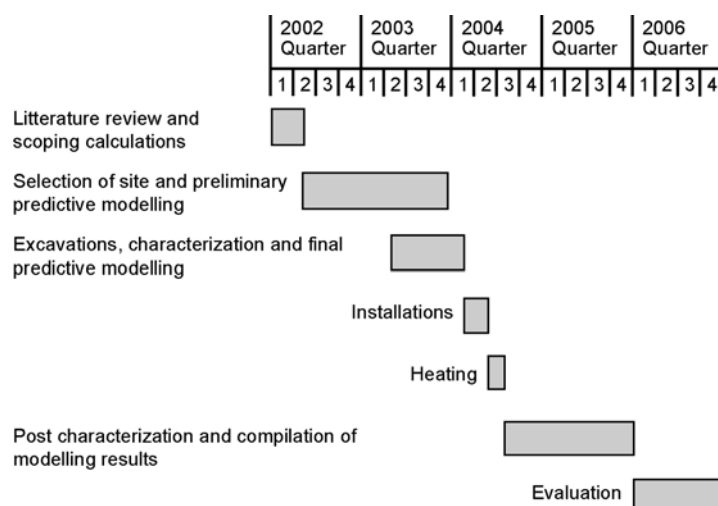 2002 2003 2004 2005 2006
Quarter Quarter Quarter Quarter Quarter
1 2 3 4 1 2 3 4 1 2 3 4 1 2 3 4 1 2 3 4
Litterature review and
scoping calculations
Selection of site and preliminary
predictive modelling
Excavations, characterization and final
predictive modelling
Installations
Heating
Post characterization and compilation of
modelling results
Evaluation